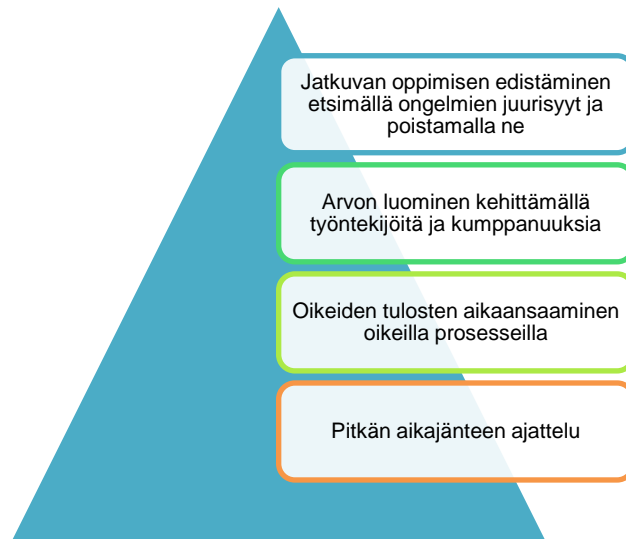 Jatkuvan oppimisen edistäminen
etsimällä ongelmien juurisyyt ja
poistamalla ne
Arvon luominen kehittämällä
työntekijöitä ja kumppanuuksia
Oikeiden tulosten aikaansaaminen
oikeilla prosesseilla
Pitkän aikajänteen ajattelu